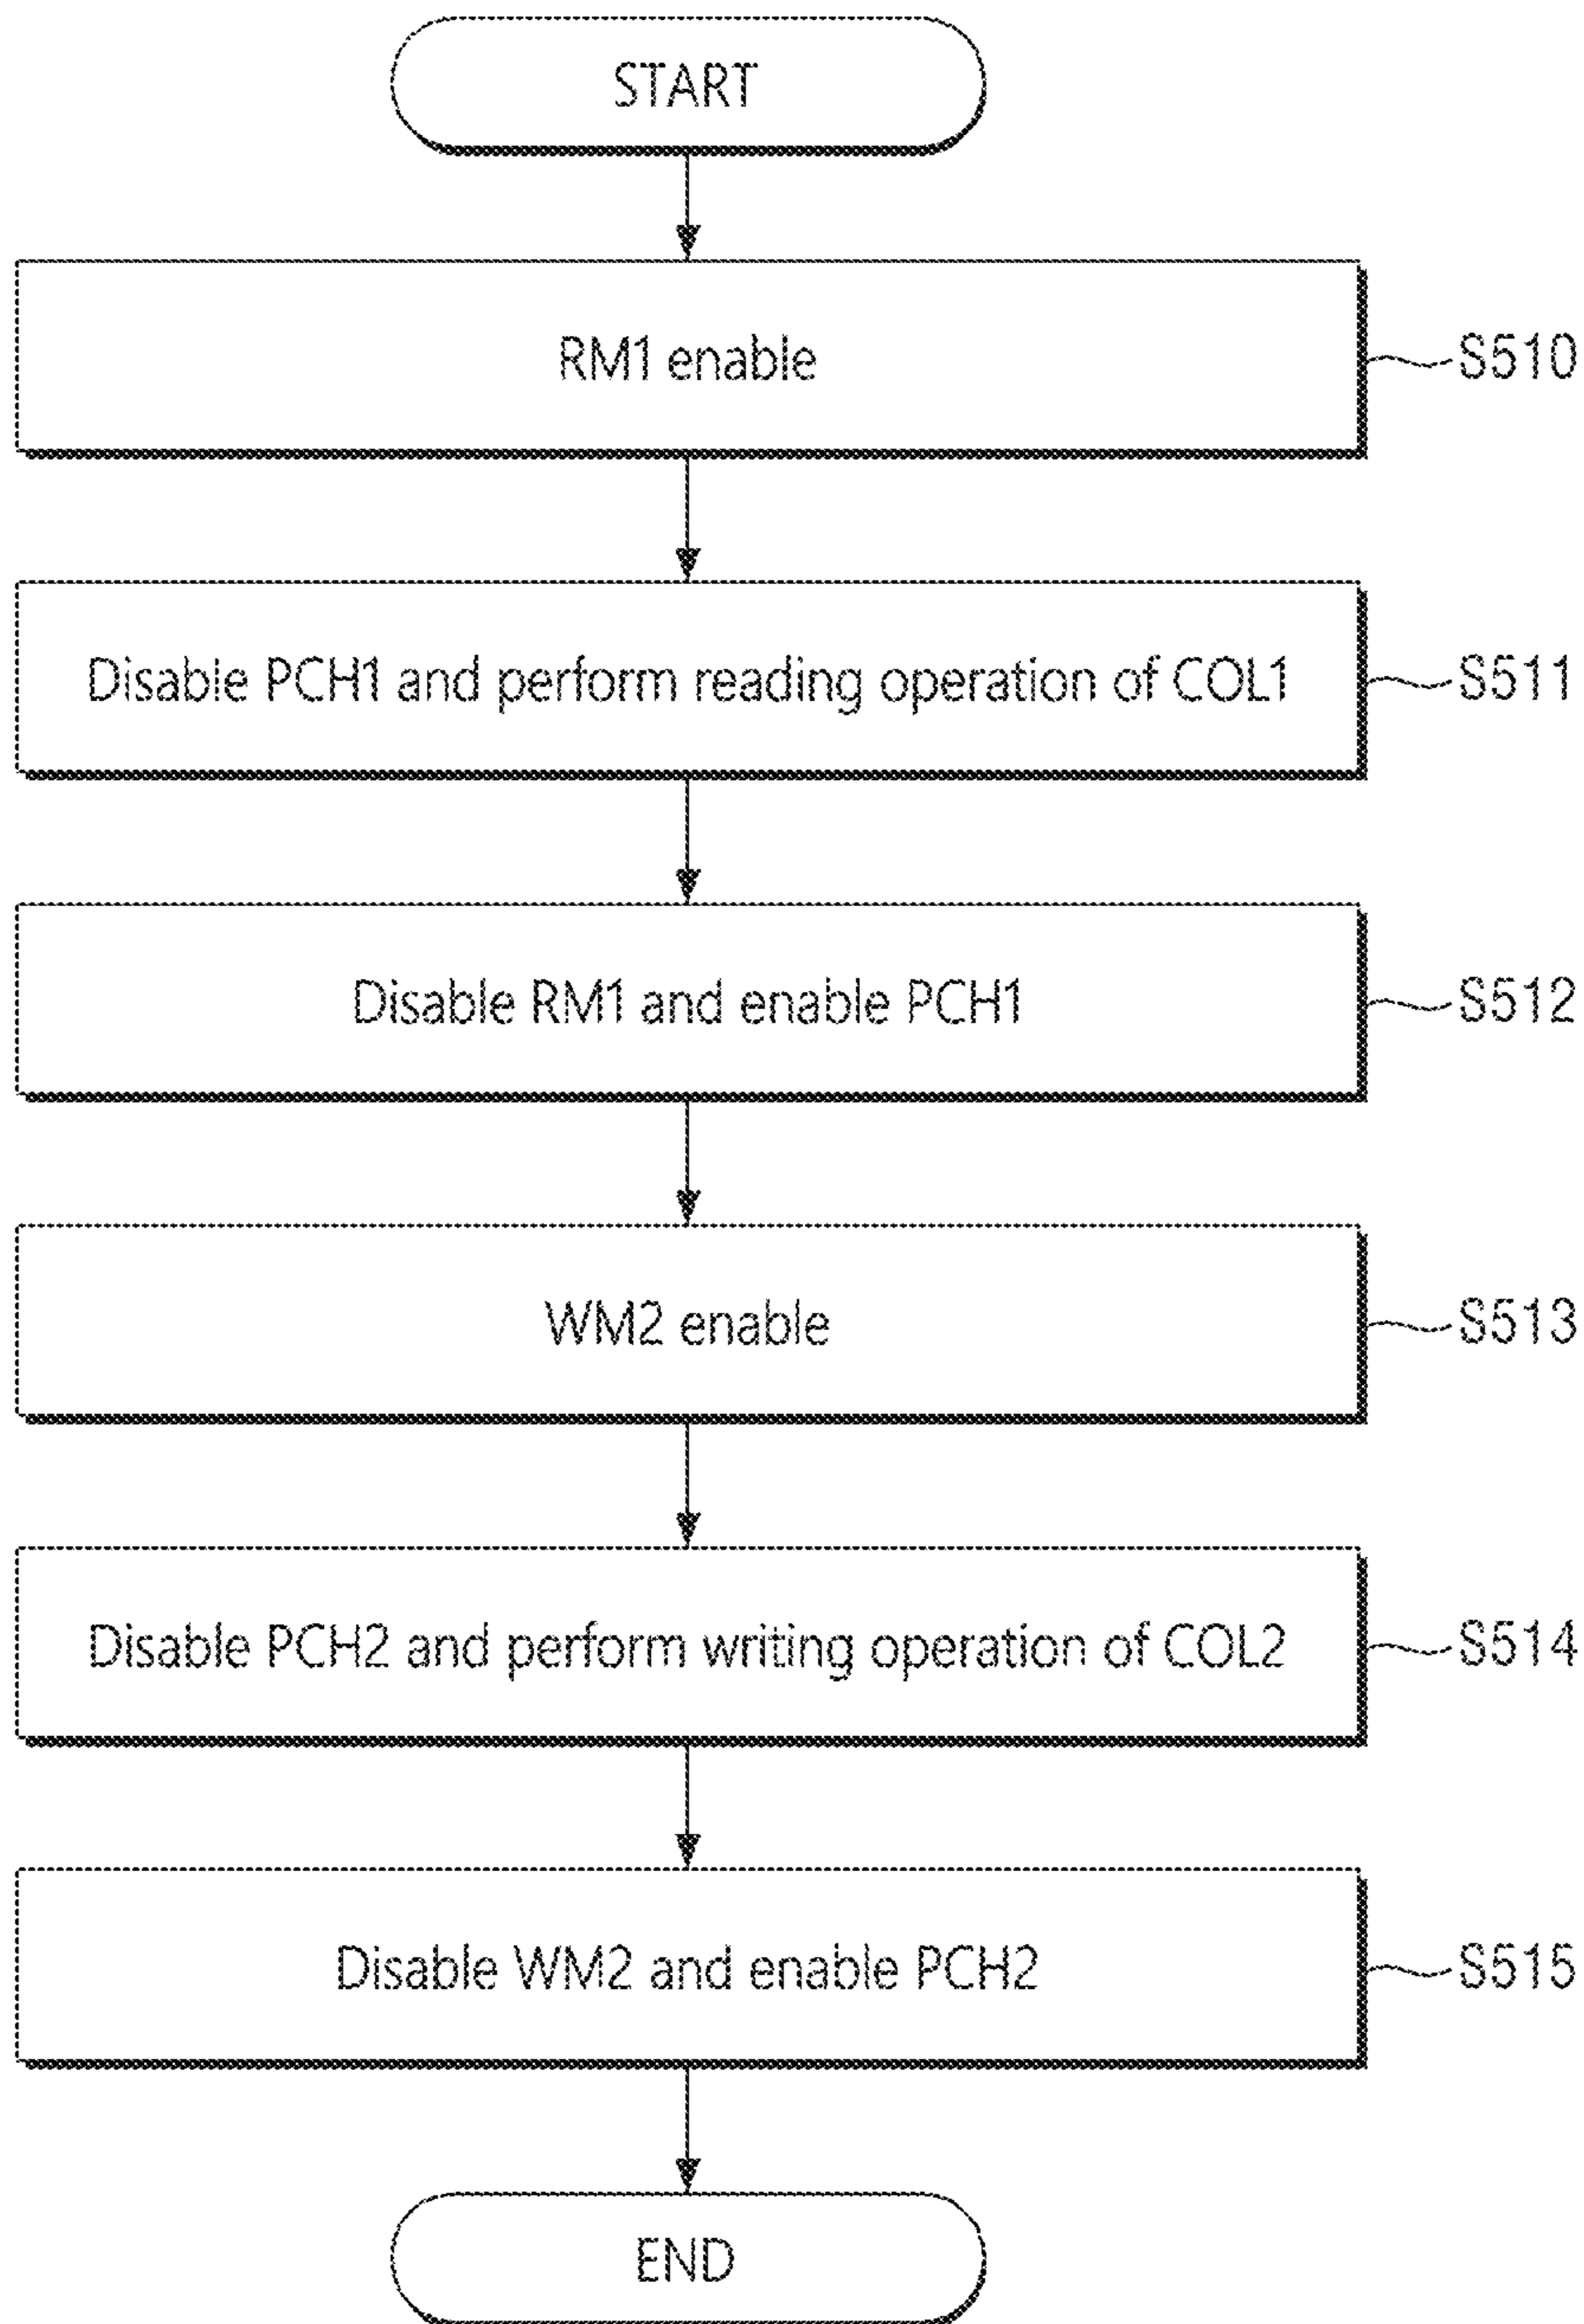 START
RM1 enable
S510
Disable PCH1 and perform reading operation of COL1
S511
Disable RM1 and enable PCH1
S512
WM2 enable
S513
Disable PCH2 and perform writing operation of COL2
S514
Disable WM2 and enable PCH2
S515
END